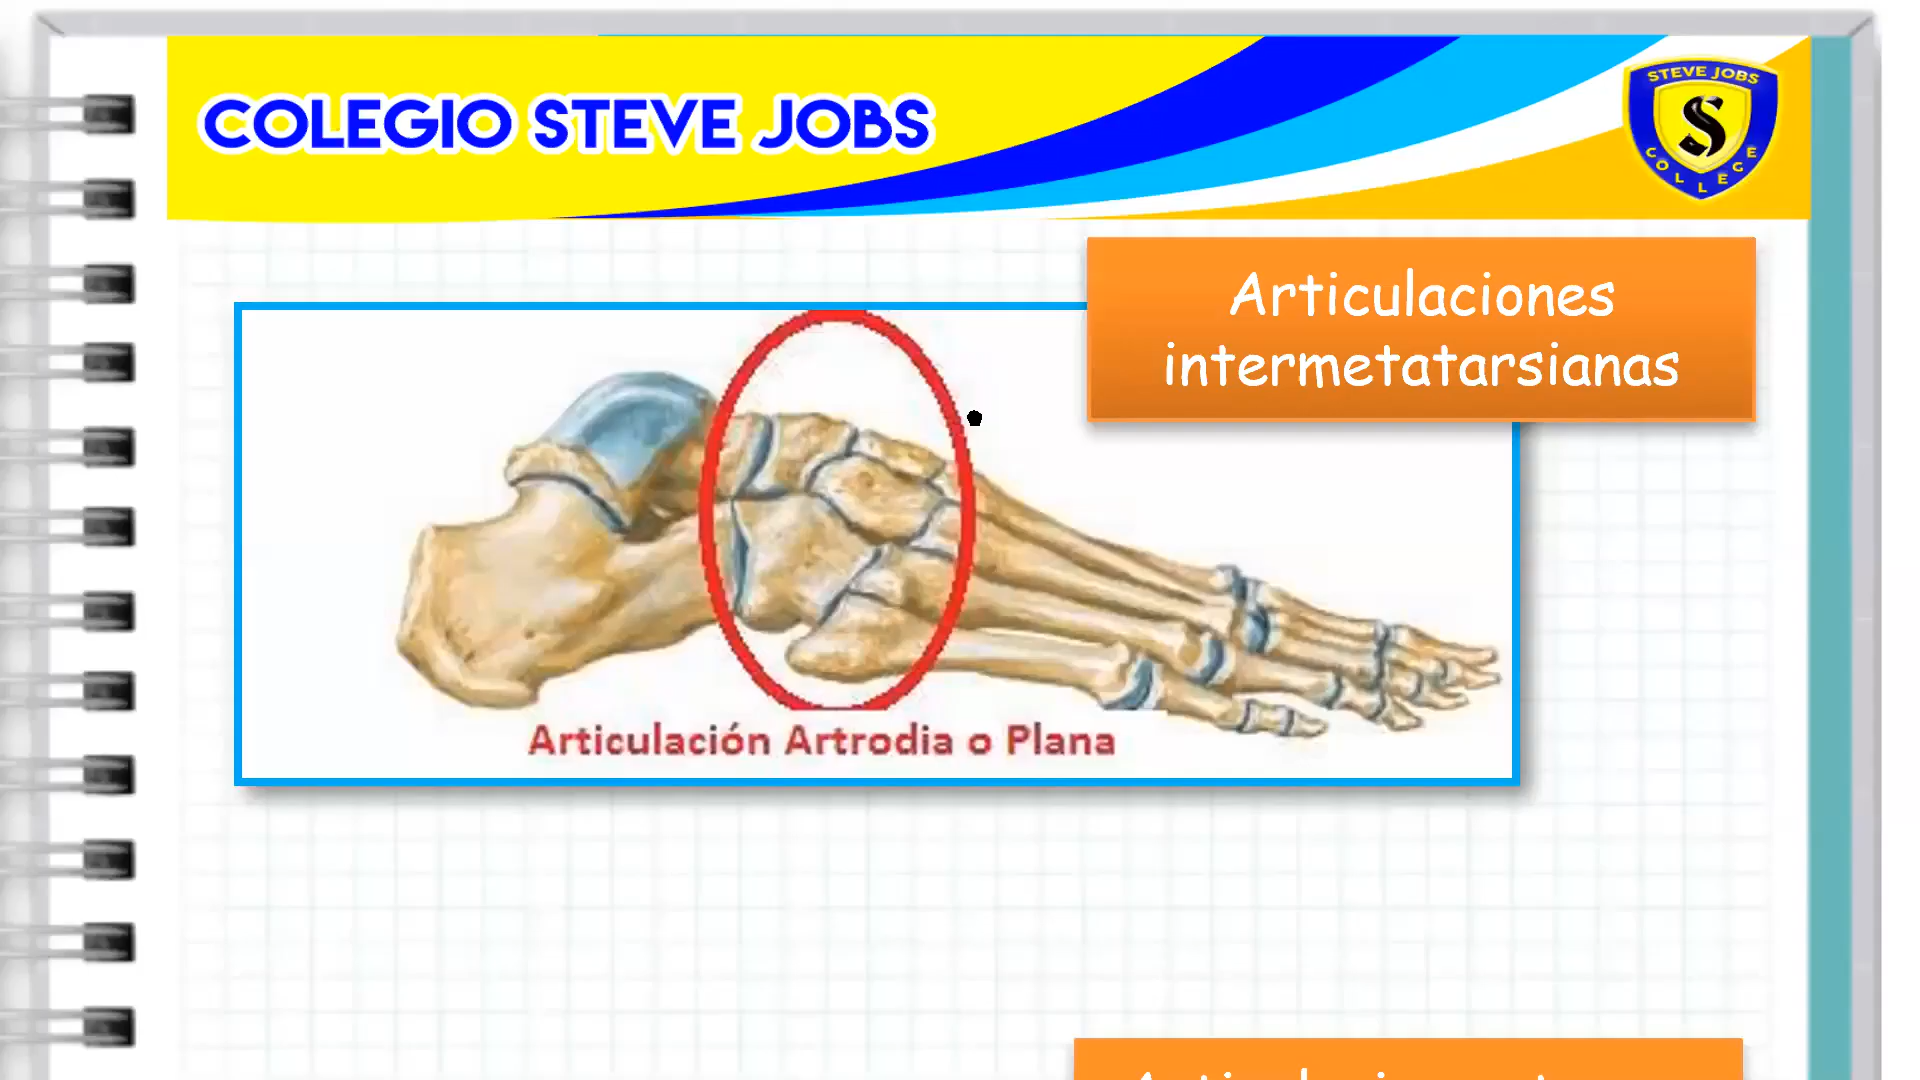 COLEGIO STEVE JOBS
STEVE JOBS
S
COLLEGE
Articulaciones
intermetatarsianas
Articulación Artrodia o Plana